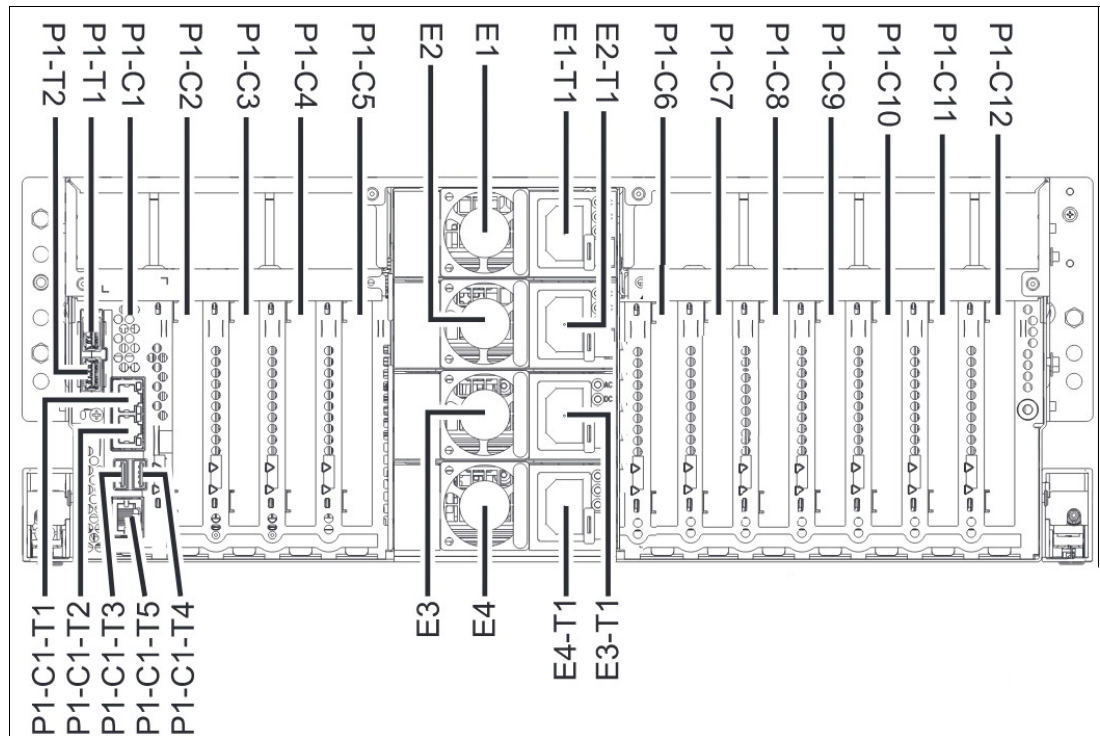 P1-T2
P1-T1
P1-C1
P1-C2
P1-C3
P1-C4
P1-C5
E2
E1
E1-T1
E2-T1
P1-C6
P1-C7
P1-C8
P1-C9
P1-C10
P1-C11
P1-C12
AC
DC
P1-C1-T1
P1-C1-T2
P1-C1-T3
P1-C1-T5
P1-C1-T4
E3
E4
E4-T1
E3-T1